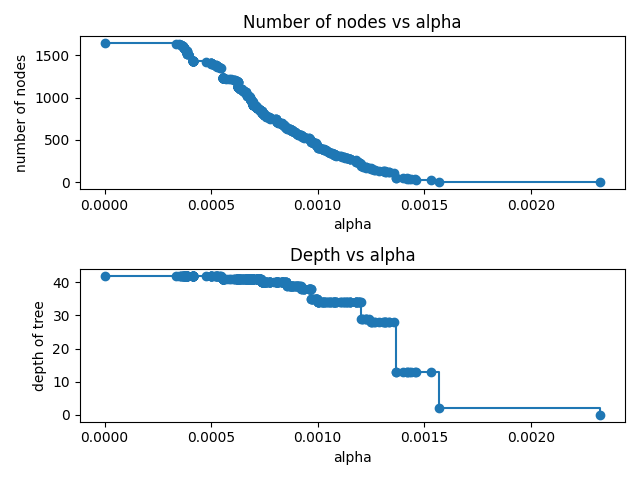 Number of nodes vs alpha
number of nodes
1500
1000
500
0
0.0000 0.0005 0.0010 0.0015 0.0020
alpha
Depth vs alpha
depth of tree
40
30
20
10
0
0.0000 0.0005 0.0010 0.0015 0.0020
alpha